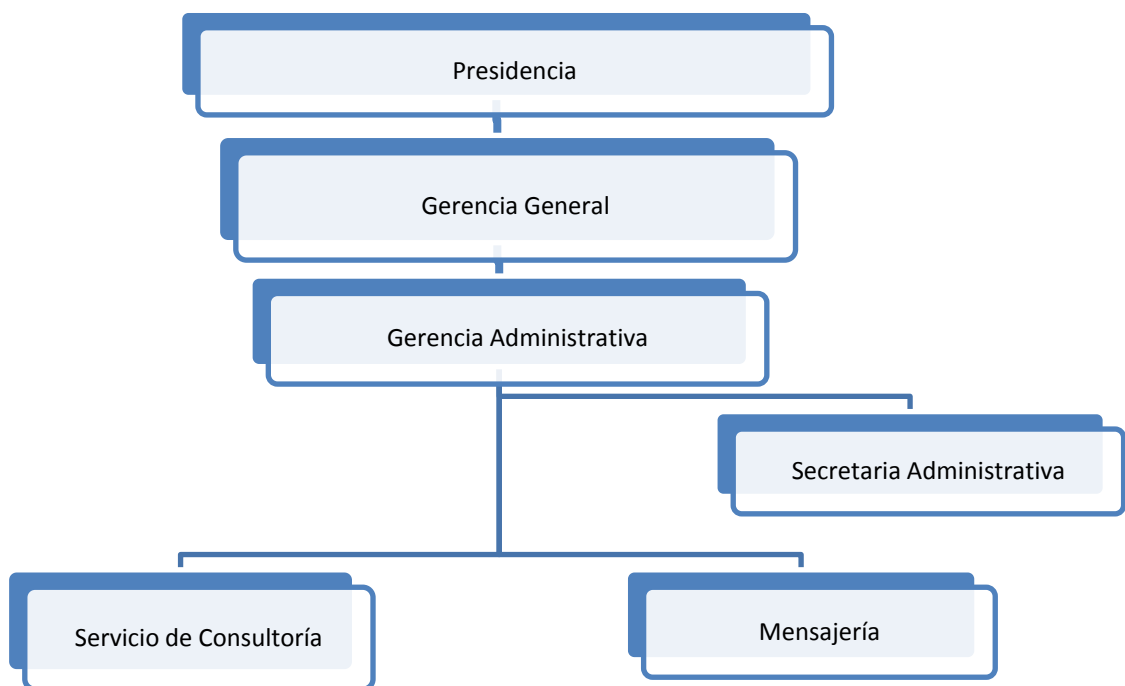 Presidencia
Gerencia General
Gerencia Administrativa
Secretaria Administrativa
Servicio de Consultoría
Mensajería